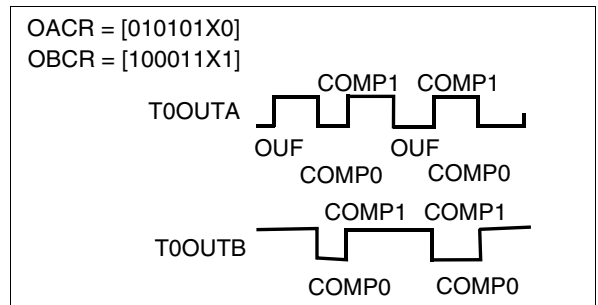 OACR = [010101X0]
OBCR = [100011X1]
COMP1 COMP1
T0OUTA
OUF OUF
COMP0 COMP0
COMP1 COMP1
T0OUTB
COMP0 COMP0